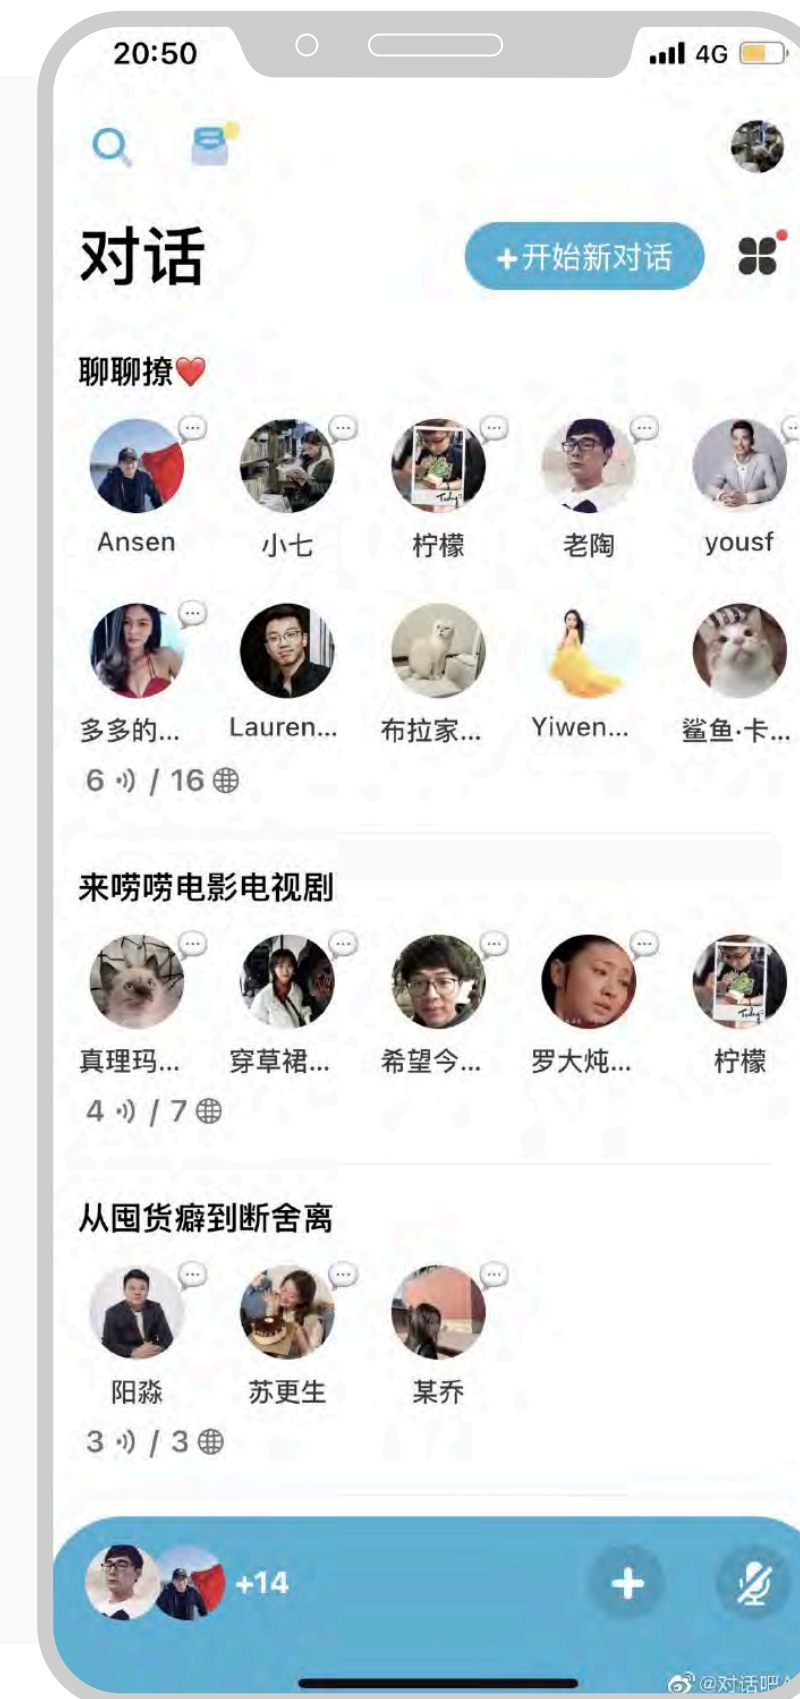 20:50
4G
对话
+开始新对话
聊聊撩❤️
Ansen 小七 柠檬 老陶 yousf
多多的... Lauren... 布拉家... Yiwen... 鲨鱼·卡...
6 / 16
来唠唠电影电视剧
Today
真理玛... 穿草裙... 希望今... 罗大炖... 柠檬
4 / 7
从囤货癖到断舍离
阳淼 苏更生 某乔
3 / 3
+14
@对话吧